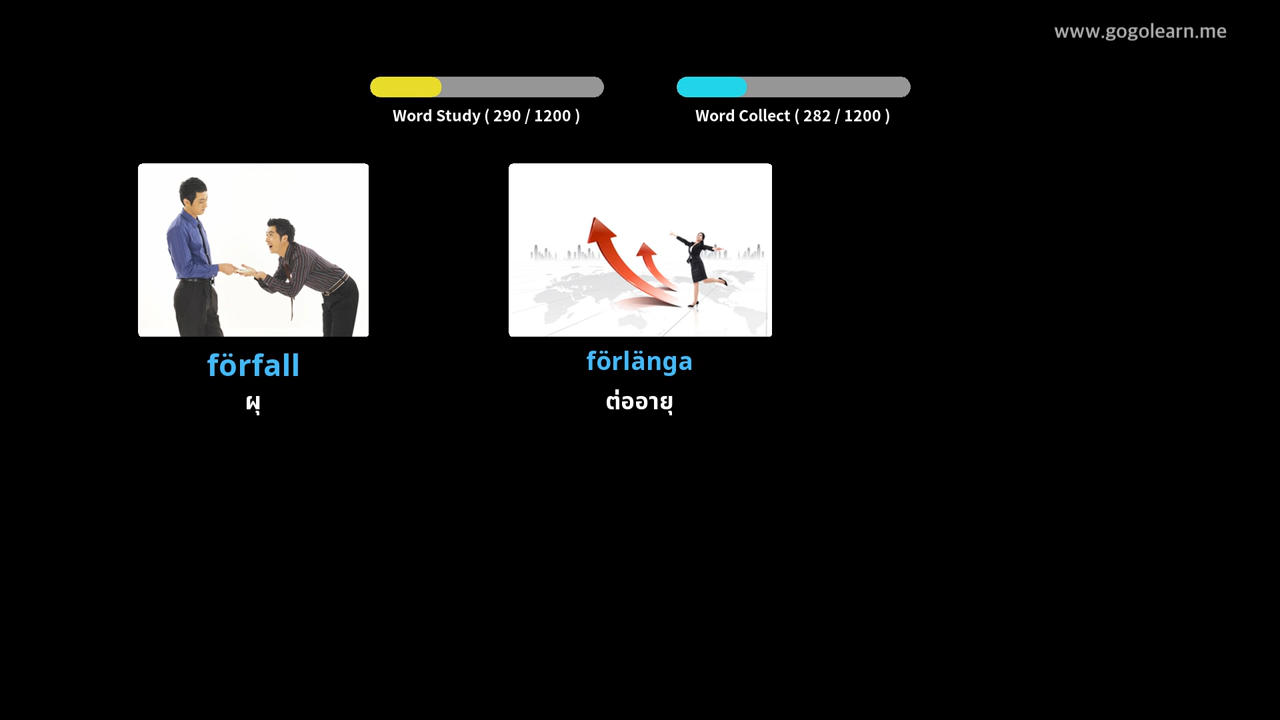 www.gogolearn.me
Word Study ( 290 / 1200 )
Word Collect ( 282 / 1200 )
förfall
ผุ
förlänga
ต่ออายุ